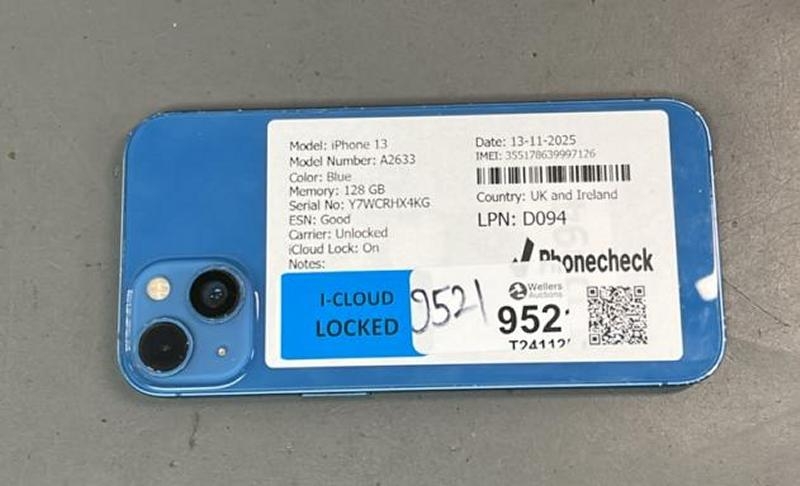 Model: iPhone 13
Model Number: A2633
Color: Blue
Memory: 128 GB
Serial No: Y7WCRHX4KG
ESN: Good
Carrier: Unlocked
iCloud Lock: On
Notes:
Date: 13-11-2025
IMEI: 355178639997126
Country: UK and Ireland
LPN: D094
Phonecheck
I-CLOUD
LOCKED
9521
Wellers
Auctions
952
T24112